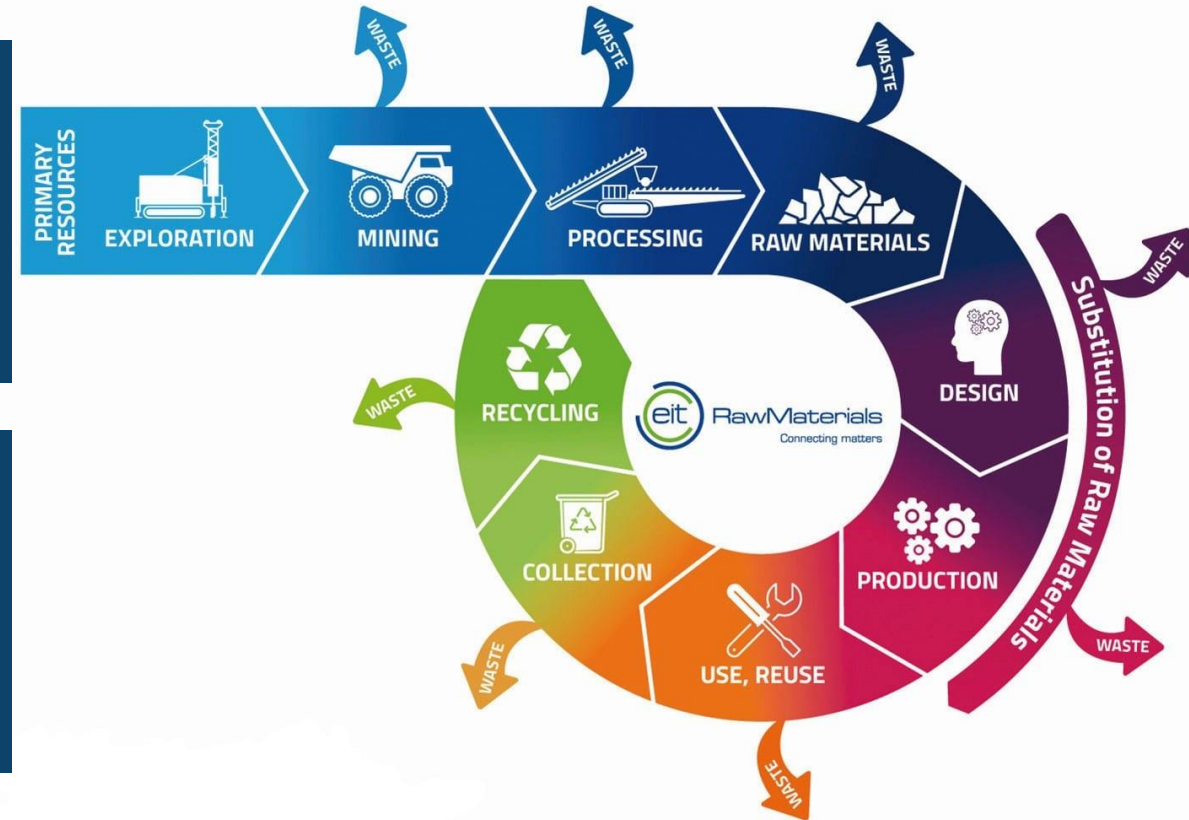 PRIMARY
RESOURCES
EXPLORATION
WASTE
MINING
WASTE
PROCESSING
WASTE
RAW MATERIALS
WASTE
DESIGN
Substitution of Raw Materials
PRODUCTION
WASTE
USE, REUSE
WASTE
COLLECTION
WASTE
RECYCLING
WASTE
eit RawMaterials
Connecting matters